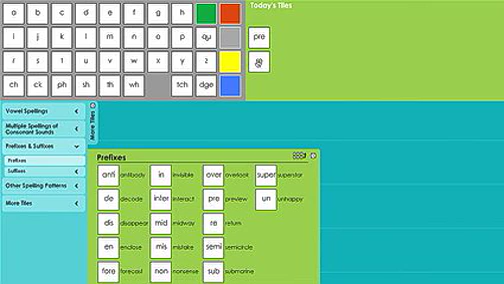 Today's Tiles
a b c d e f g h i
j k l m n o p qu
r s t u v w x y z
ch ck ph sh th wh tch dge
pre
re
Vowel Spellings
Multiple Spellings of
Consonant Sounds
Prefixes & Suffixes
Prefixes
Suffixes
Other Spelling Patterns
More Tiles
More Tiles
Prefixes
anti antibody in invisible over overlook super superstar
de decode inter interact pre preview un unhappy
dis disappear mid midway re return
en enclose mis mistake semi semicircle
fore forecast non nonsense sub submarine